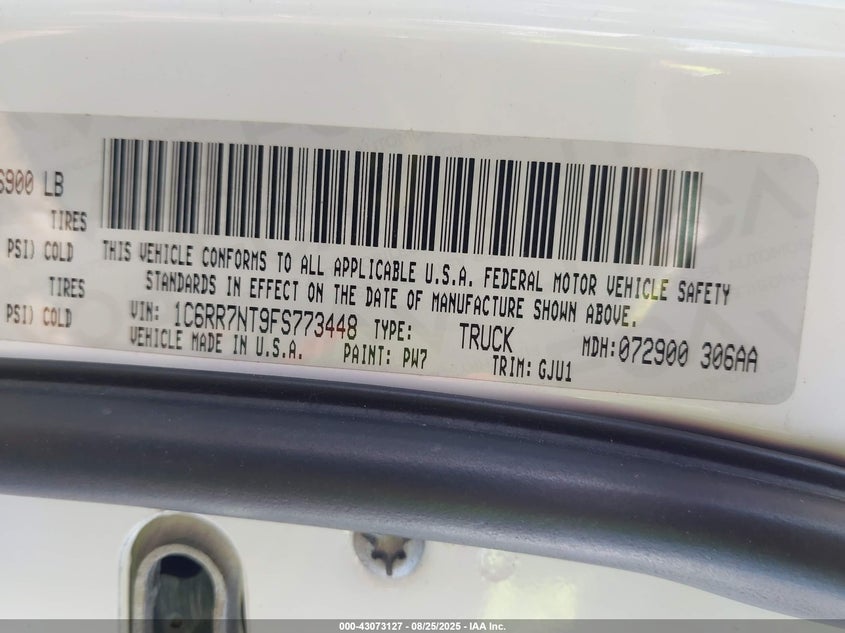 900 LB
TIRES
PSI) COLD
TIRES
PSI) COLD
THIS VEHICLE CONFORMS TO ALL APPLICABLE U.S.A. FEDERAL MOTOR VEHICLE SAFETY
STANDARDS IN EFFECT ON THE DATE OF MANUFACTURE SHOWN ABOVE.
VIN: 1C6RR7NT9FS773448 TYPE: TRUCK MDH:072900 306AA
VEHICLE MADE IN U.S.A. PAINT: PW7 TRIM: GJU1
000-43073127 - 08/25/2025 - IAA Inc.